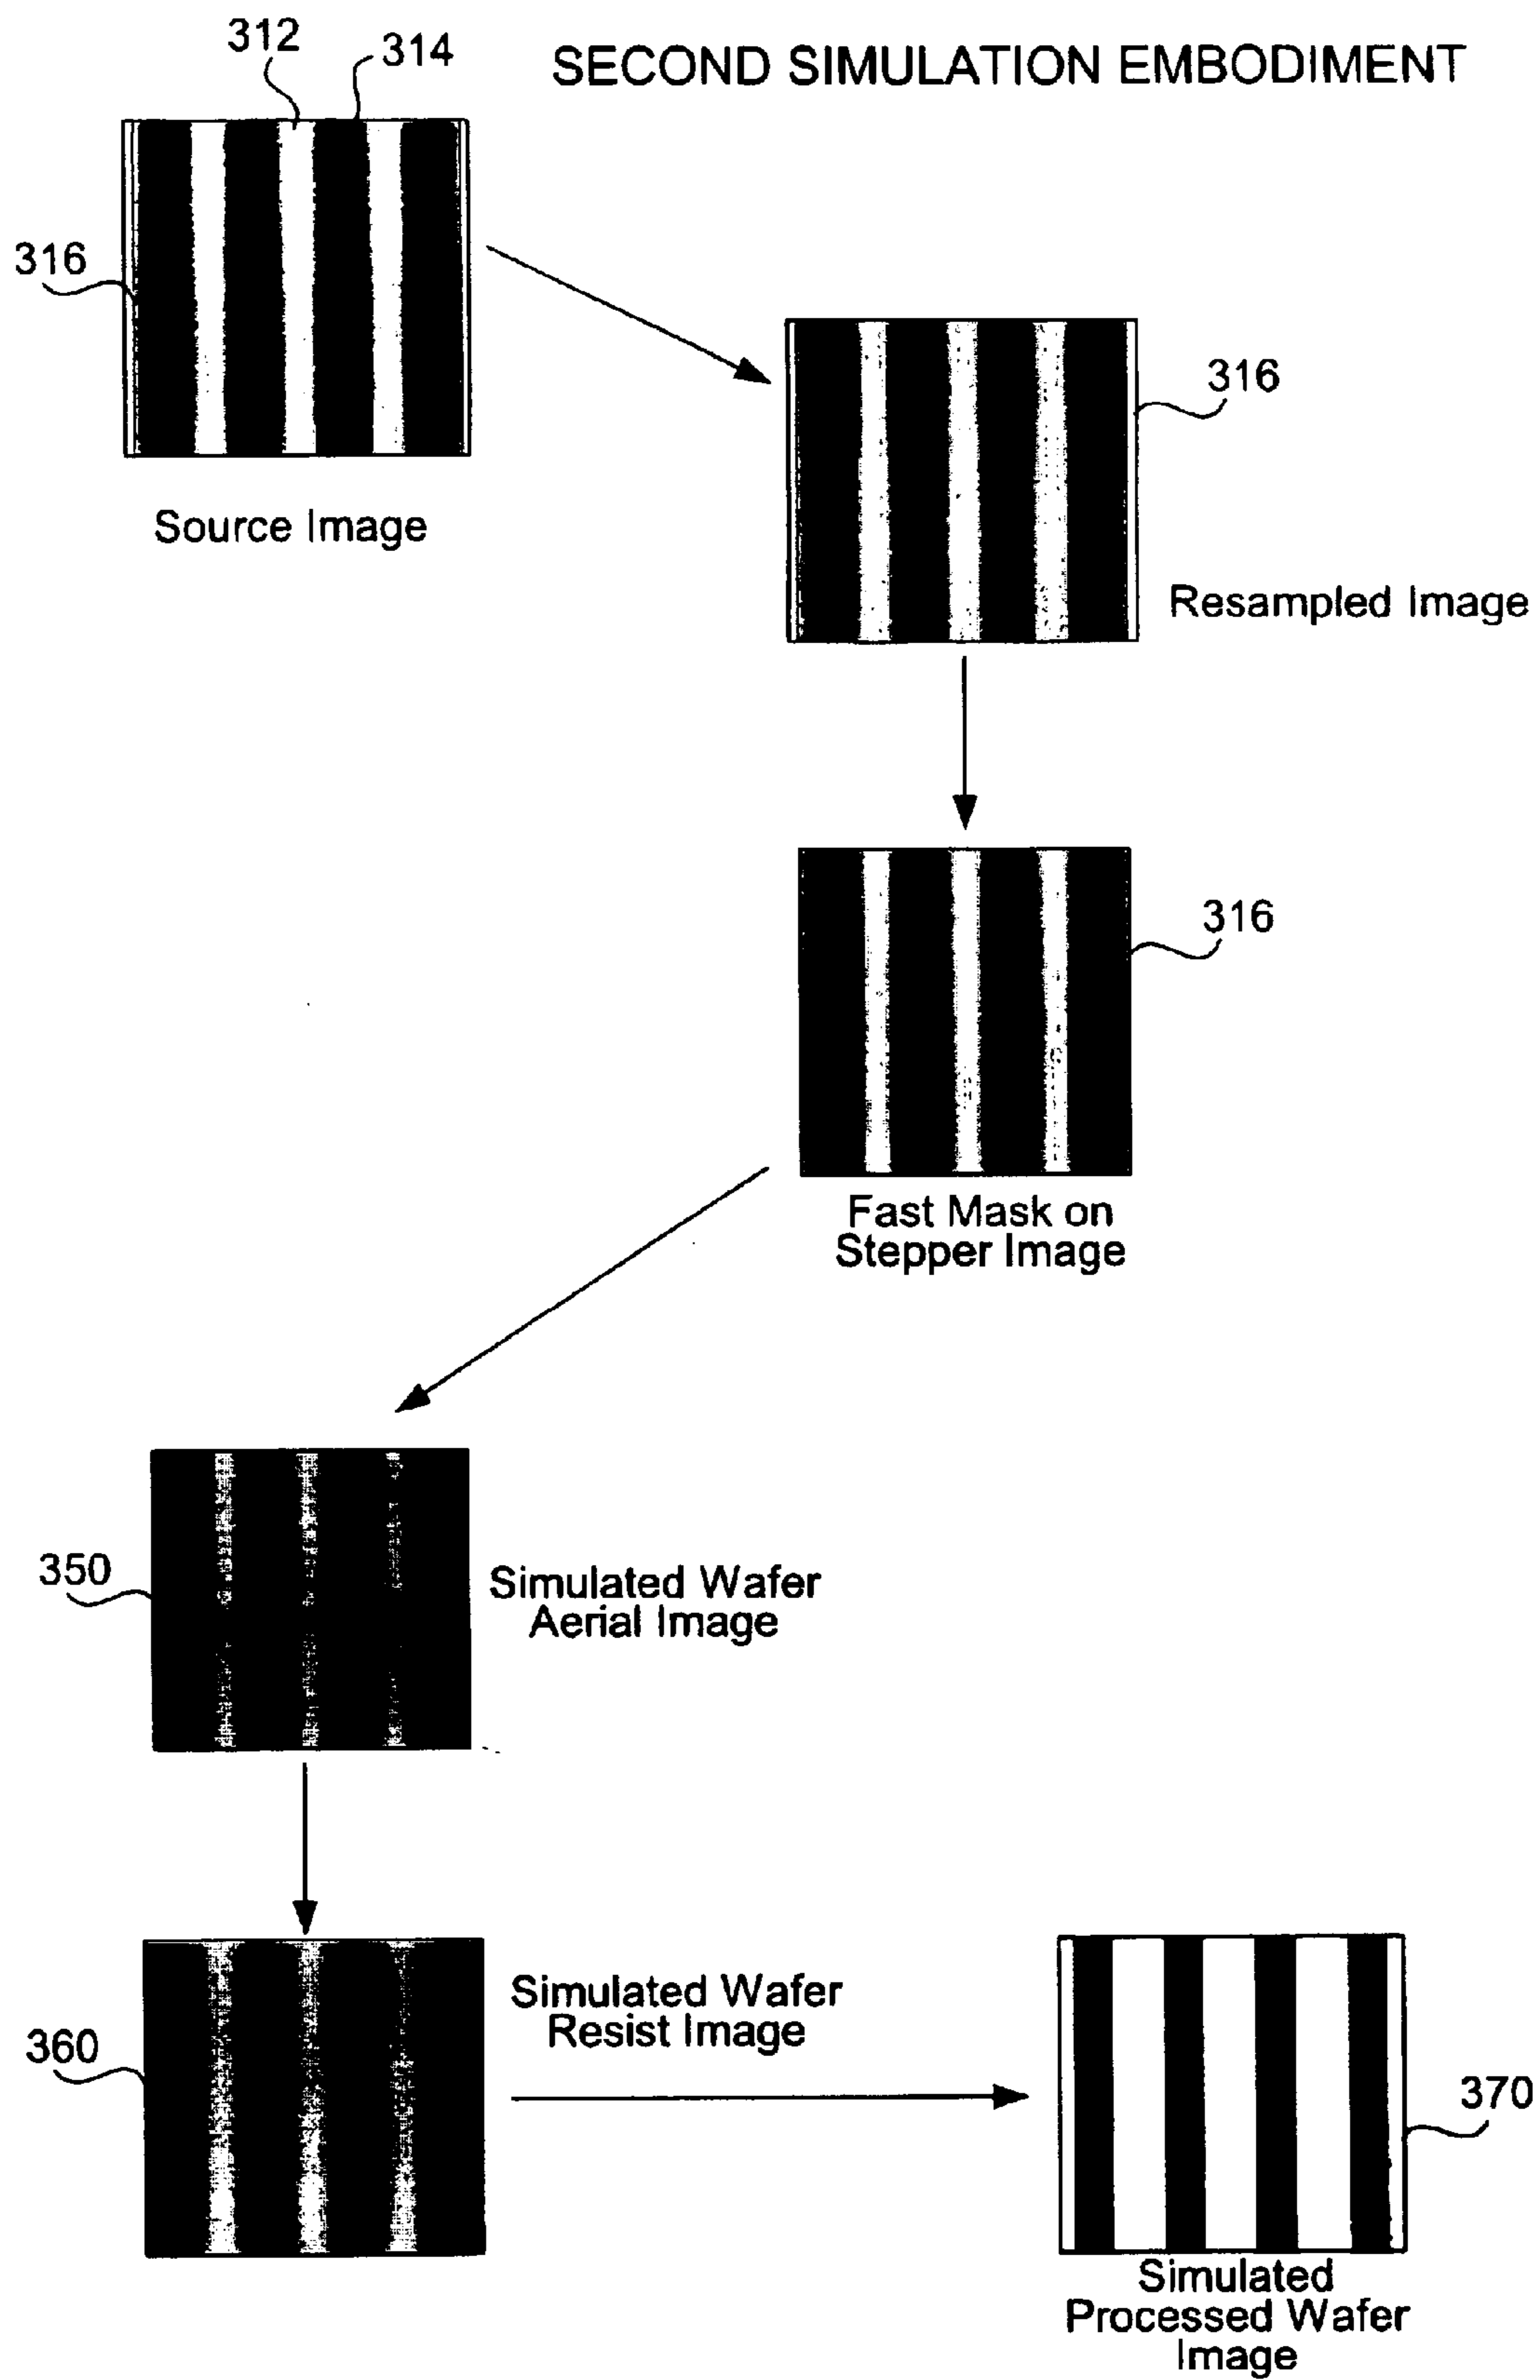 312
314
SECOND SIMULATION EMBODIMENT
316
Source Image
316
Resampled Image
316
Fast Mask on
Stepper Image
350
Simulated Wafer
Aerial Image
360
Simulated Wafer
Resist Image
370
Simulated
Processed Wafer
Image